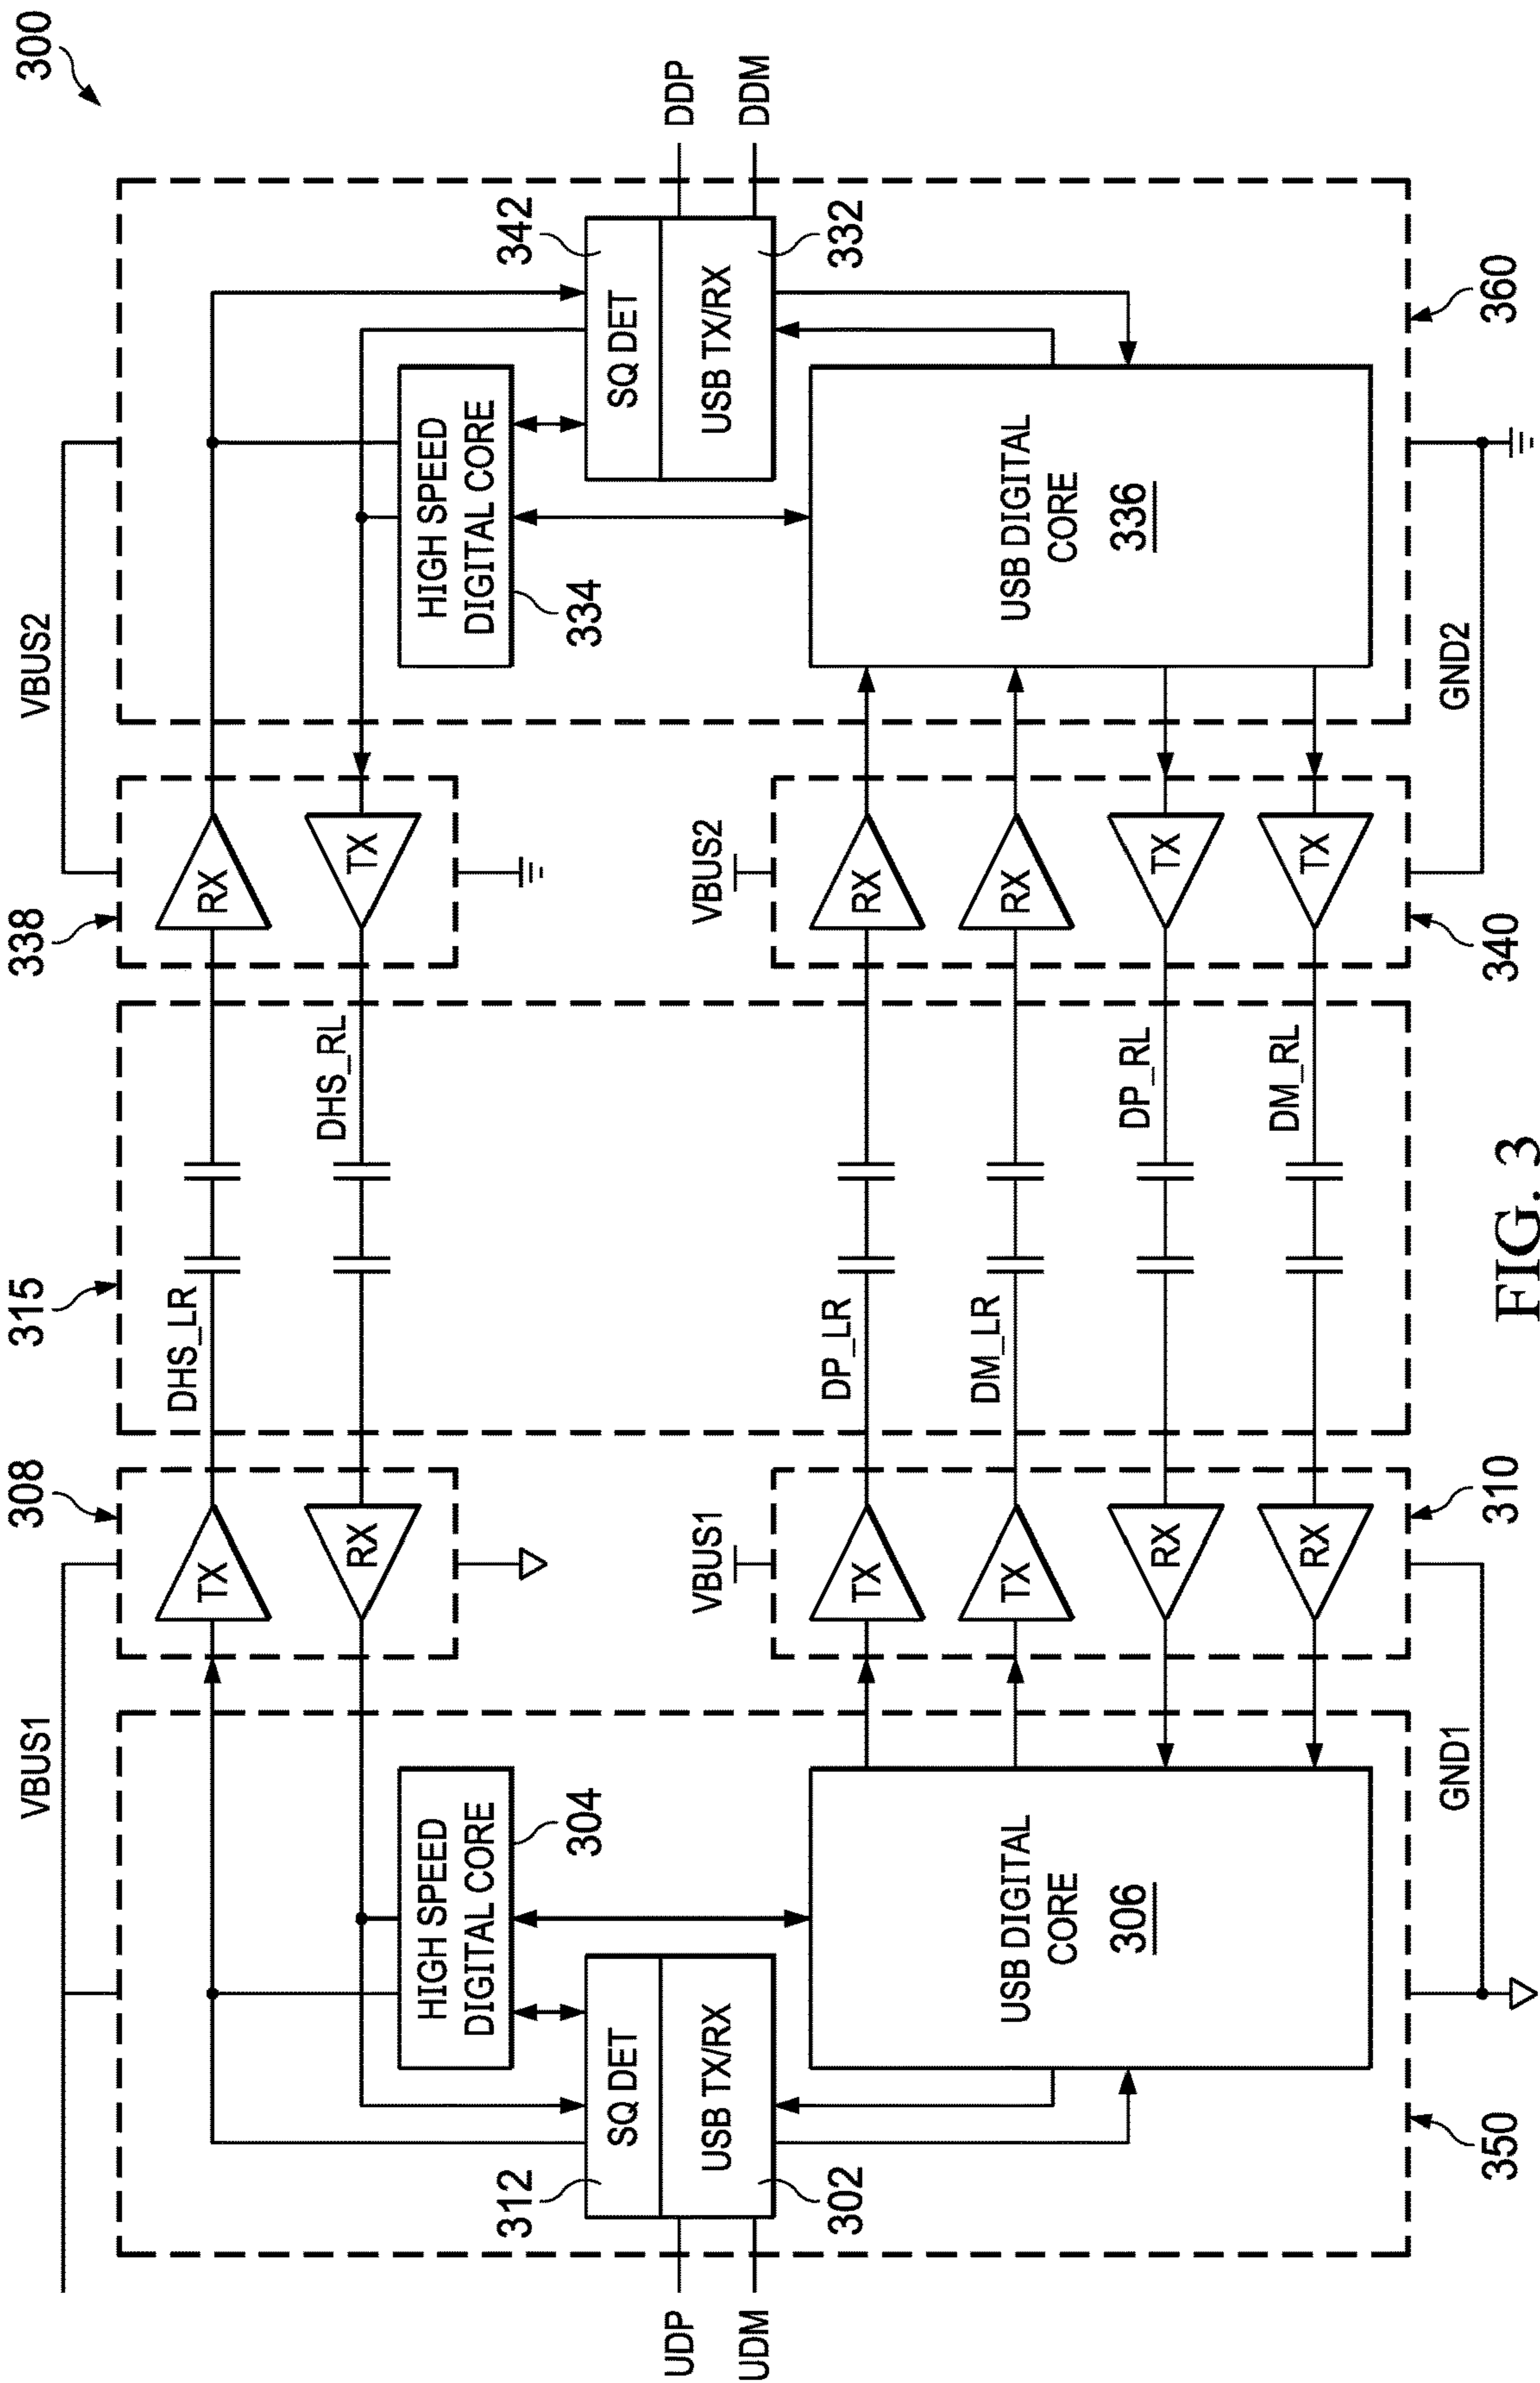 300
VBUS1
VBUS2
308
315
338
TX
DHS_LR
RX
RX
DHS_RL
TX
HIGH SPEED
DIGITAL CORE
304
HIGH SPEED
DIGITAL CORE
334
312
SQ DET
USB TX/RX
302
UDP
UDM
342
SQ DET
USB TX/RX
332
DDP
DDM
VBUS1
VBUS2
TX
DP_LR
RX
TX
DM_LR
RX
RX
DP_RL
TX
RX
DM_RL
TX
USB DIGITAL
CORE
306
USB DIGITAL
CORE
336
350
GND1
310
340
GND2
360
FIG. 3